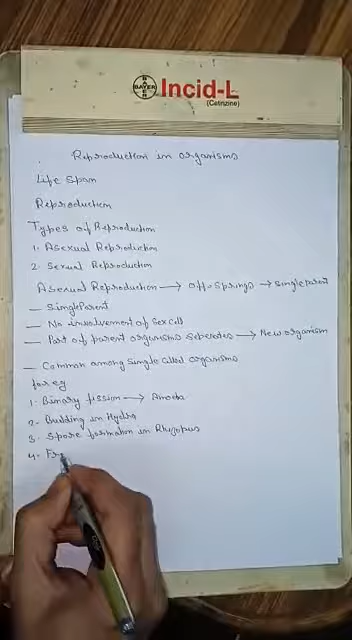 BAYER
BAYER
Incid-L
(Cetirizine)
Reproduction in organisms
Life Span
Reproduction
Types of Reproduction
1. Asexual Reproduction
2. Sexual Reproduction
Asexual Reproduction → Off-Springs → Single Parent
— Single Parent
— No involvement of Sex cell
— Part of parent organisms seperates → New organism
— Common among Single Celled organisms
for eg
1. Binary fission → Amoeba
2. Budding in Hydra
3. Spore formation in Rhyzopus
4. Fr